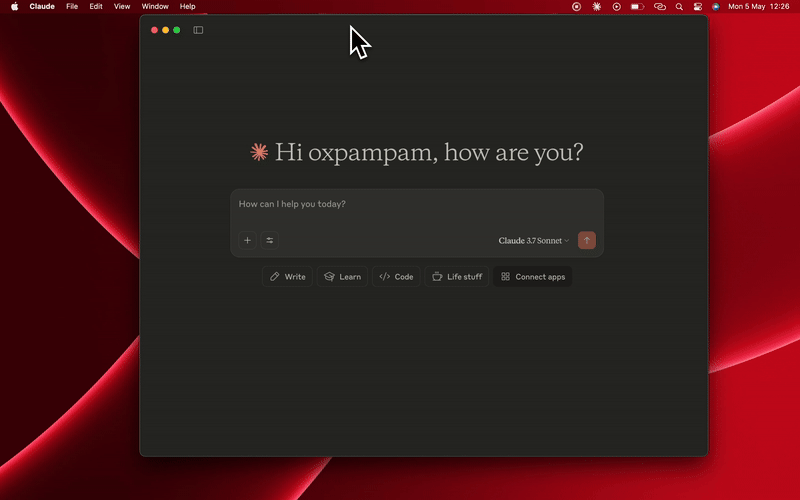 Claude File Edit View Window Help Mon 5 May 12:26
Hi oxpampam, how are you?
How can I help you today?
Claude 3.7 Sonnet
Write Learn Code Life stuff Connect apps